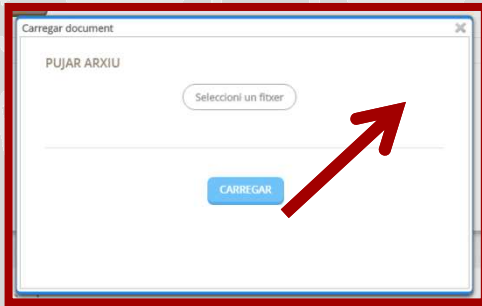 Carregar document
PUJAR ARXIU
Seleccioni un fitxer
CARREGAR